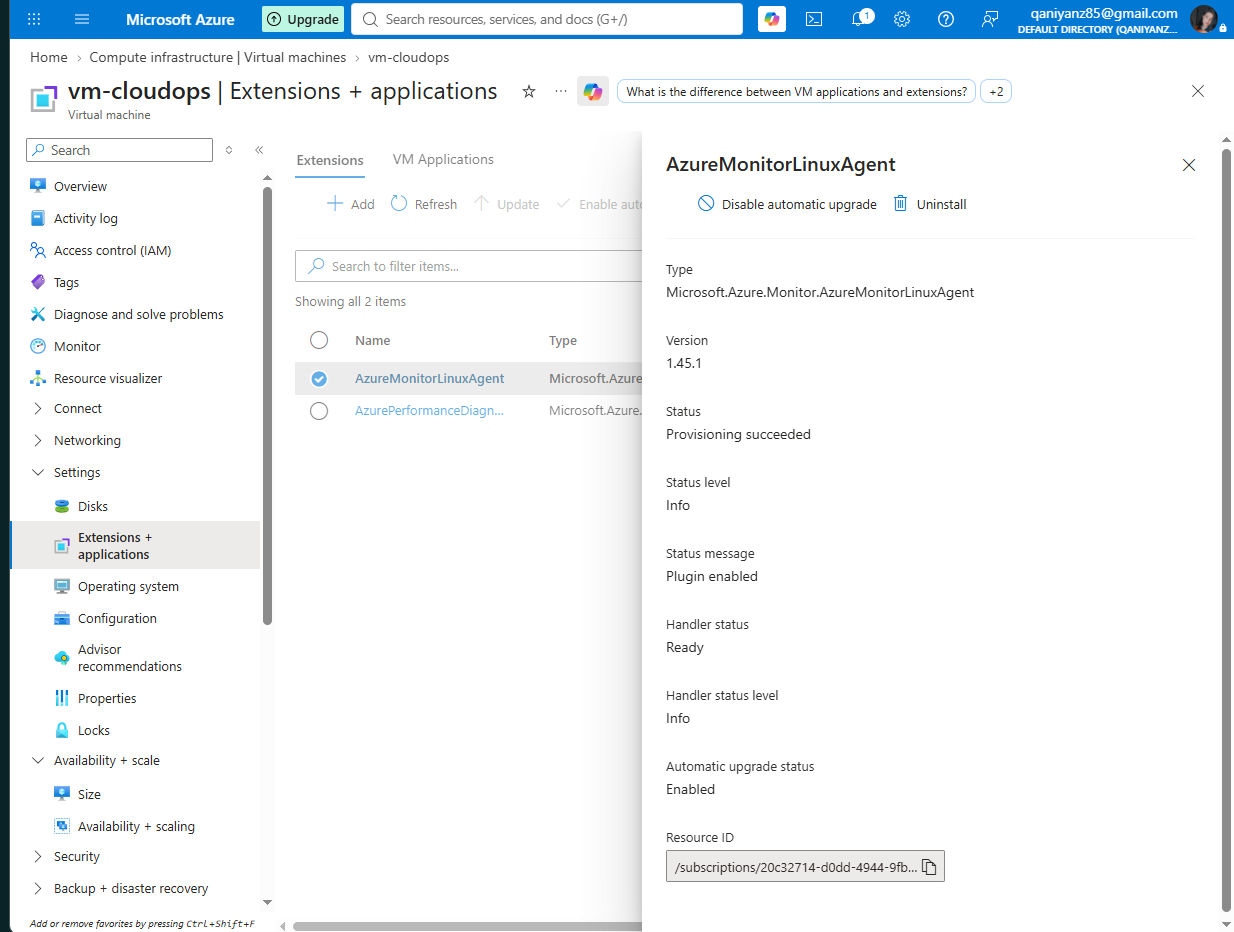 Microsoft Azure
Upgrade
Search resources, services, and docs (G+/)
1
qaniyanz85@gmail.com
DEFAULT DIRECTORY (QANIYANZ...
Home > Compute infrastructure | Virtual machines > vm-cloudops
vm-cloudops | Extensions + applications
What is the difference between VM applications and extensions?
+2
Virtual machine
Search
Overview
Activity log
Access control (IAM)
Tags
Diagnose and solve problems
Monitor
Resource visualizer
Connect
Networking
Settings
Disks
Extensions +
applications
Operating system
Configuration
Advisor
recommendations
Properties
Locks
Availability + scale
Size
Availability + scaling
Security
Backup + disaster recovery
Add or remove favorites by pressing Ctrl+Shift+F
Extensions
VM Applications
Add
Refresh
Update
Enable auto
Search to filter items...
Showing all 2 items
Name
Type
AzureMonitorLinuxAgent
Microsoft.Azure
AzurePerformanceDiagn...
Microsoft.Azure.
AzureMonitorLinuxAgent
Disable automatic upgrade
Uninstall
Type
Microsoft.Azure.Monitor.AzureMonitorLinuxAgent
Version
1.45.1
Status
Provisioning succeeded
Status level
Info
Status message
Plugin enabled
Handler status
Ready
Handler status level
Info
Automatic upgrade status
Enabled
Resource ID
/subscriptions/20c32714-d0dd-4944-9fb...